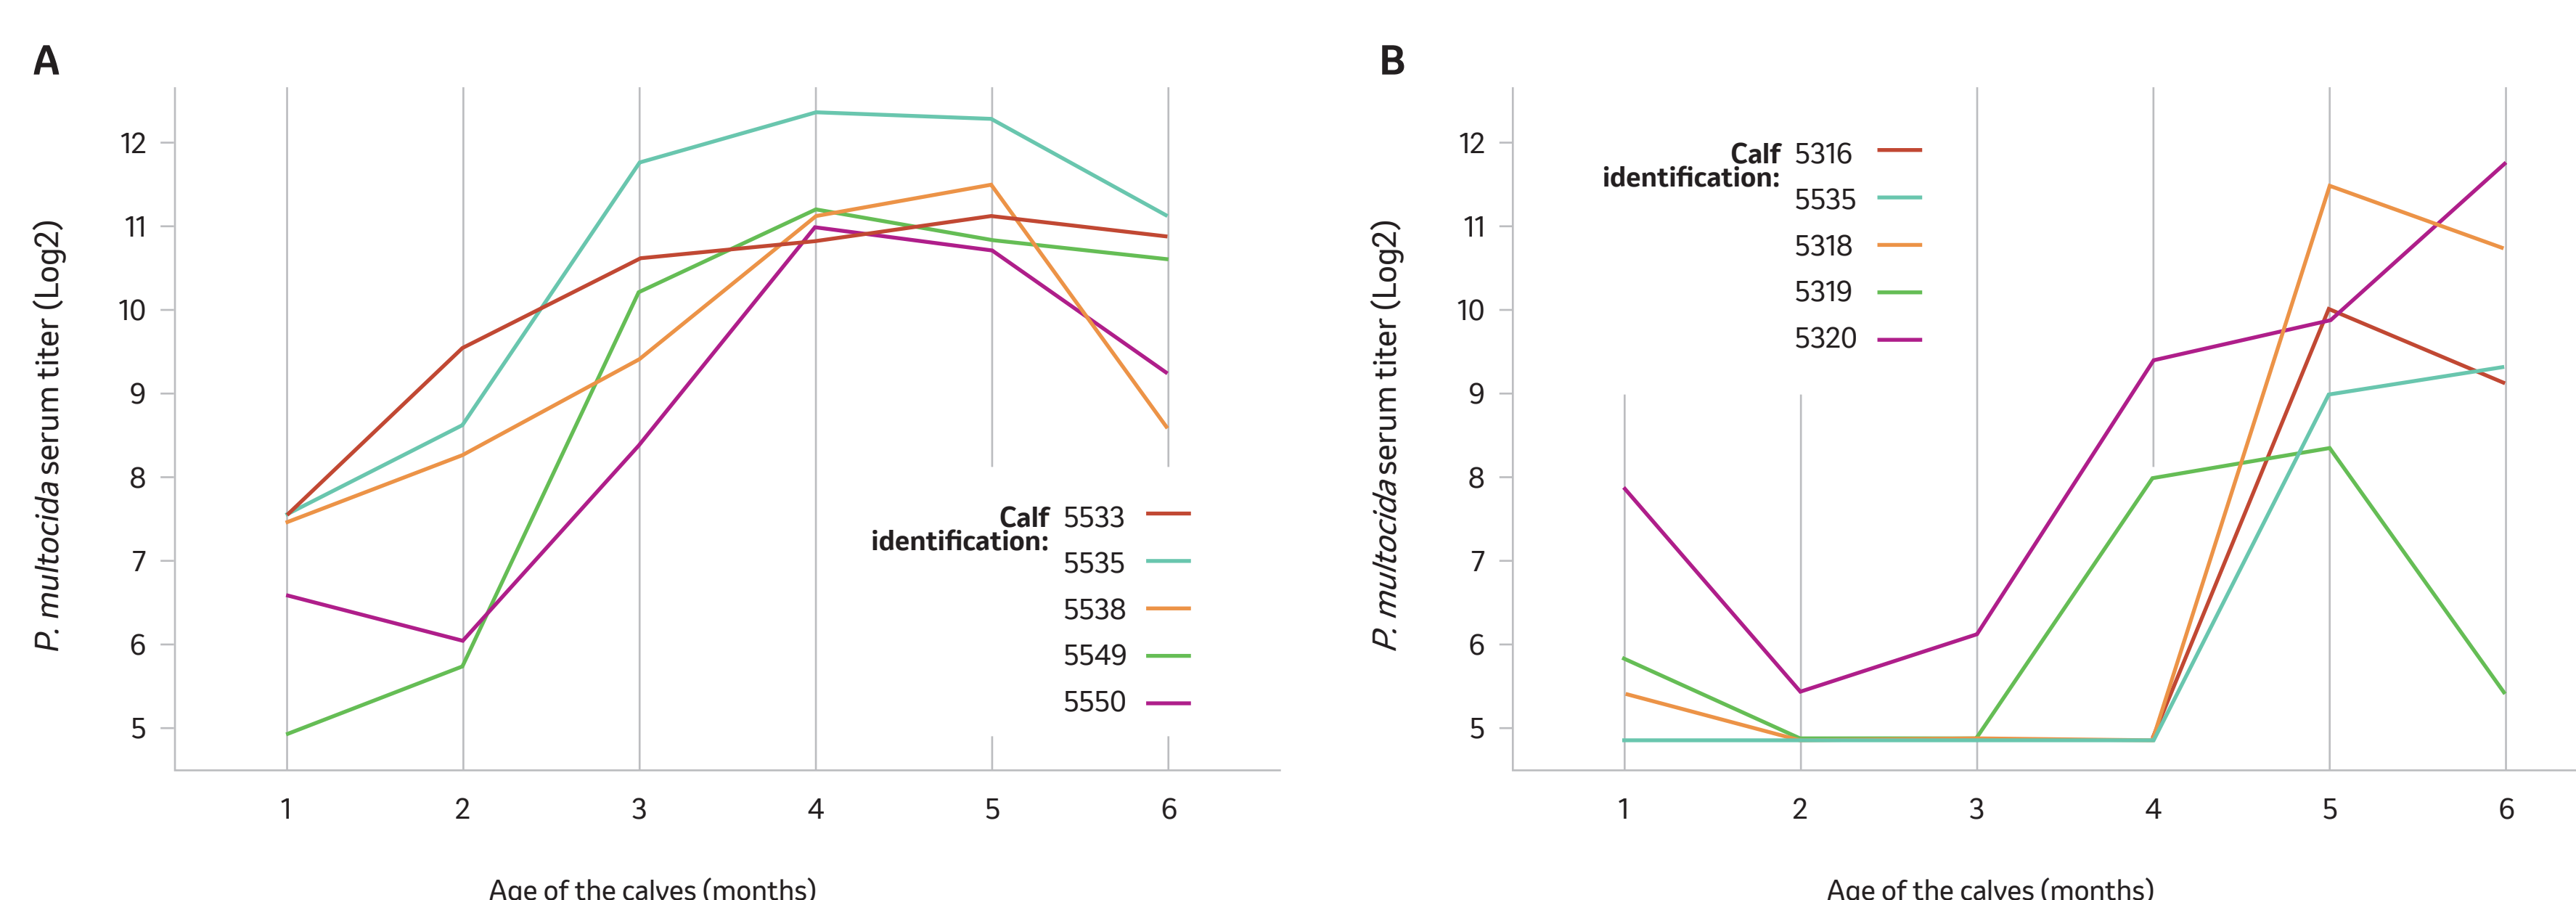 A
P. multocida serum titer (Log2)
12
11
10
9
8
7
6
5
1 2 3 4 5 6
Age of the calves (months)
Calf
identification:
5533
5535
5538
5549
5550
B
P. multocida serum titer (Log2)
12
11
10
9
8
7
6
5
1 2 3 4 5 6
Age of the calves (months)
Calf
identification:
5316
5535
5318
5319
5320